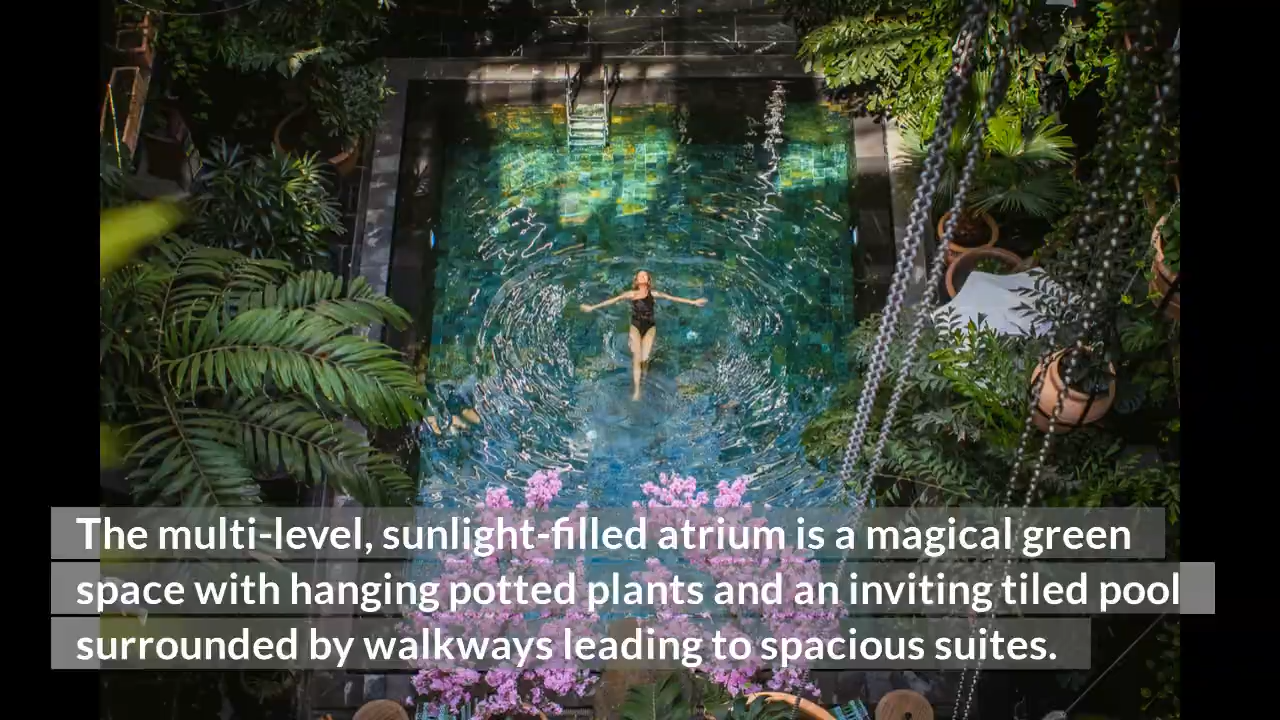 The multi-level, sunlight-filled atrium is a magical green
space with hanging potted plants and an inviting tiled pool
surrounded by walkways leading to spacious suites.